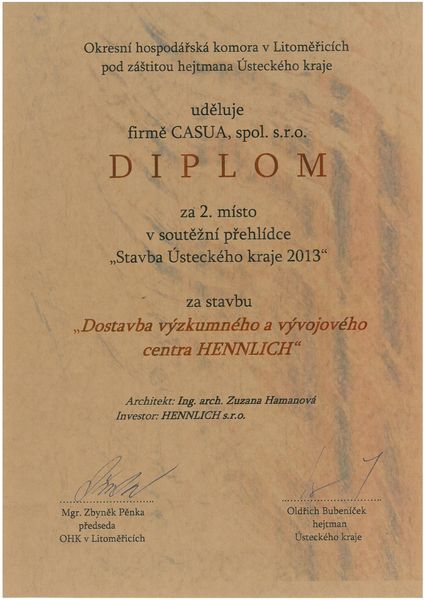 Okresní hospodářská komora v Litoměřicích
pod záštitou hejtmana Ústeckého kraje
uděluje
firmě CASUA, spol. s.r.o.
DIPLOM
za 2. místo
v soutěžní přehlídce
„Stavba Ústeckého kraje 2013“
za stavbu
„Dostavba výzkumného a vývojového
centra HENNLICH“
Architekt: Ing. arch. Zuzana Hamanová
Investor: HENNLICH s.r.o.
Mgr. Zbyněk Pěnka
předseda
OHK v Litoměřicích
Oldřich Bubeníček
hejtman
Ústeckého kraje